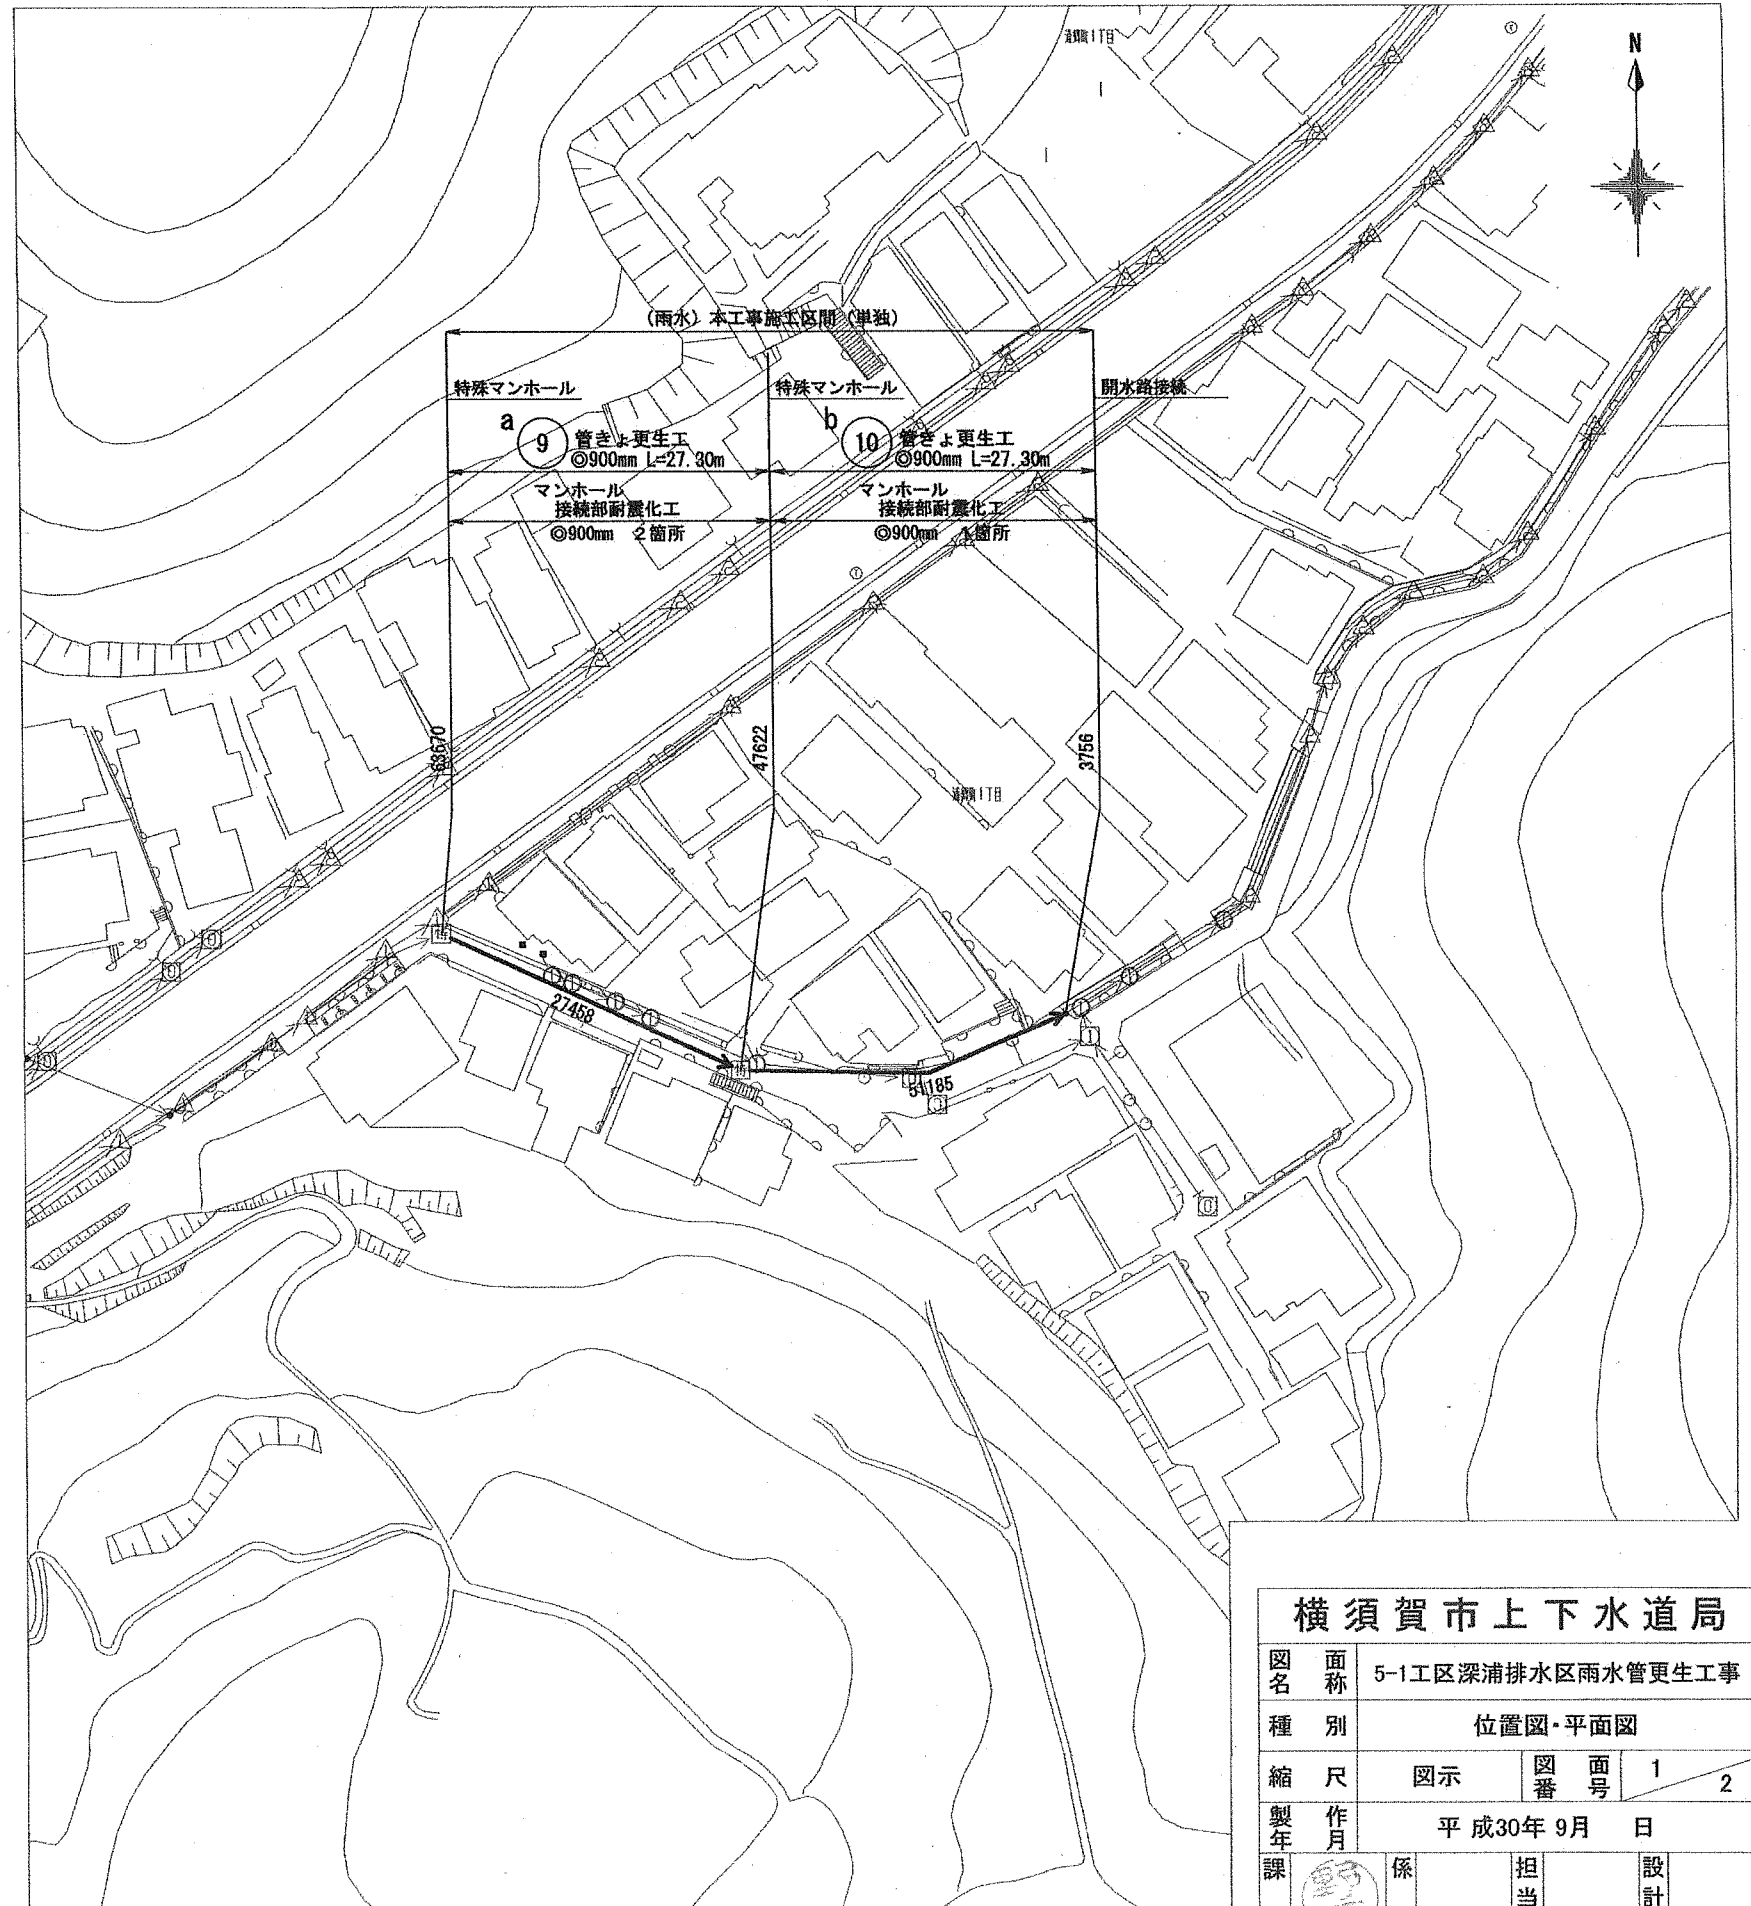 N
(雨水) 本工事施工区間 (単独)
特殊マンホール
特殊マンホール
開水路接続
a
9
管きょ更生工
◎900mm L=27.30m
b
10
管きょ更生工
◎900mm L=27.30m
マンホール
接続部耐震化工
◎900mm 2箇所
マンホール
接続部耐震化工
◎900mm 1箇所
63670
47622
3756
27458
51185
横須賀市上下水道局
図面名称
5-1工区深浦排水区雨水管更生工事
種別
位置図・平面図
縮尺
図示
図面番号
1
2
製作年月
平成30年 9月 日
課
係
担当
設計